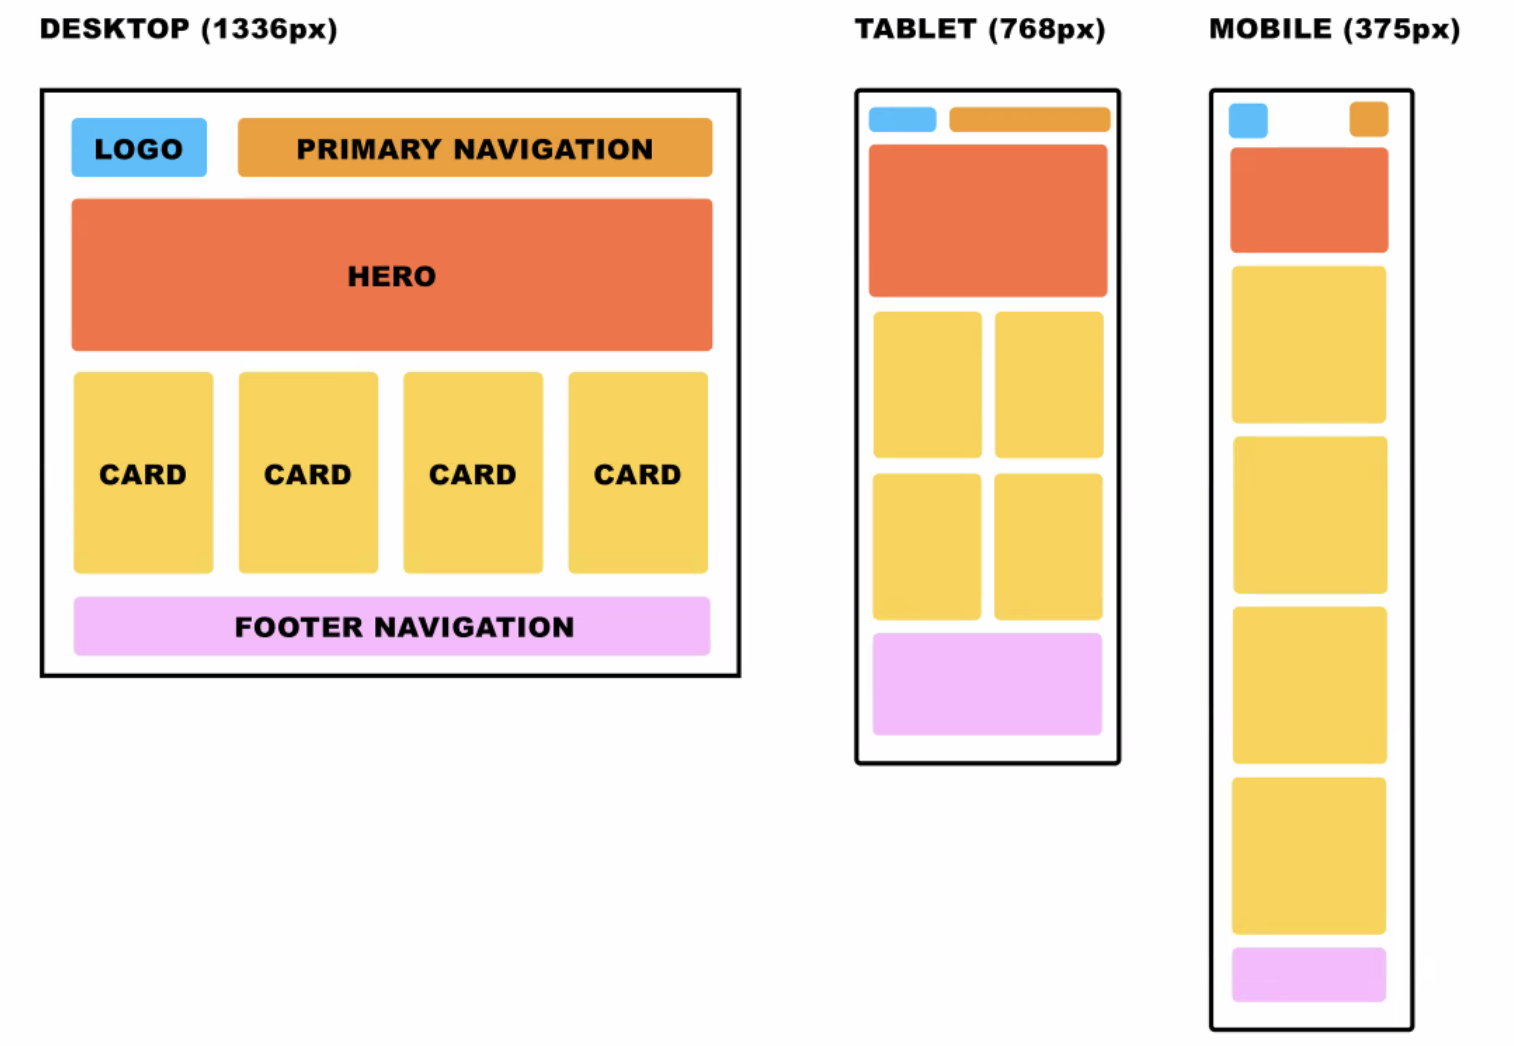 DESKTOP (1336px)
TABLET (768px)
MOBILE (375px)
LOGO
PRIMARY NAVIGATION
HERO
CARD
CARD
CARD
CARD
FOOTER NAVIGATION